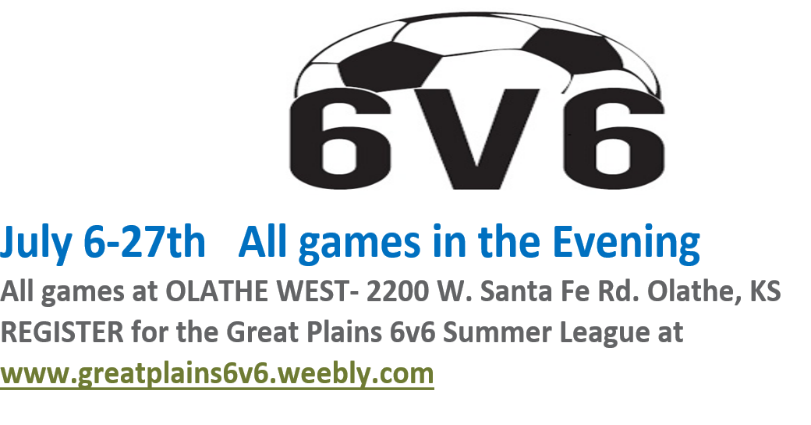 6V6
July 6-27th All games in the Evening
All games at OLATHE WEST- 2200 W. Santa Fe Rd. Olathe, KS
REGISTER for the Great Plains 6v6 Summer League at
www.greatplains6v6.weebly.com